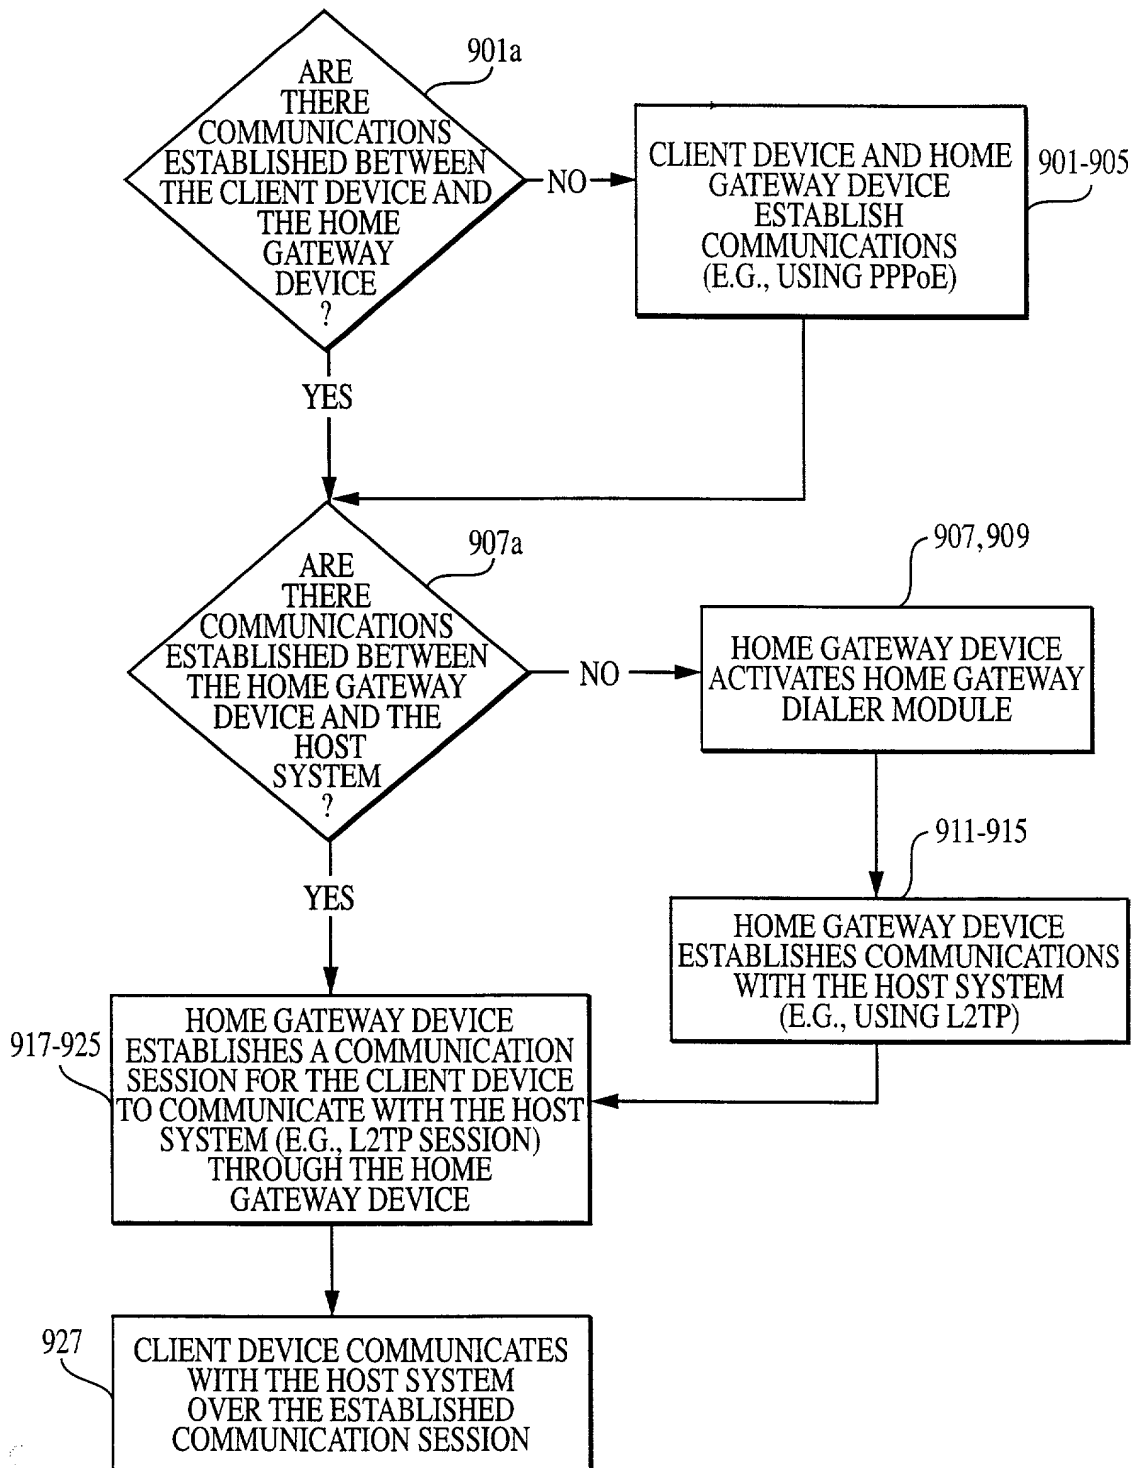 901a
ARE
THERE
COMMUNICATIONS
ESTABLISHED BETWEEN
THE CLIENT DEVICE AND
THE HOME
GATEWAY
DEVICE
?
NO
CLIENT DEVICE AND HOME
GATEWAY DEVICE
ESTABLISH
COMMUNICATIONS
(E.G., USING PPPoE)
901-905
YES
907a
ARE
THERE
COMMUNICATIONS
ESTABLISHED BETWEEN
THE HOME GATEWAY
DEVICE AND THE
HOST
SYSTEM
?
NO
907,909
HOME GATEWAY DEVICE
ACTIVATES HOME GATEWAY
DIALER MODULE
911-915
HOME GATEWAY DEVICE
ESTABLISHES COMMUNICATIONS
WITH THE HOST SYSTEM
(E.G., USING L2TP)
YES
917-925
HOME GATEWAY DEVICE
ESTABLISHES A COMMUNICATION
SESSION FOR THE CLIENT DEVICE
TO COMMUNICATE WITH THE HOST
SYSTEM (E.G., L2TP SESSION)
THROUGH THE HOME
GATEWAY DEVICE
927
CLIENT DEVICE COMMUNICATES
WITH THE HOST SYSTEM
OVER THE ESTABLISHED
COMMUNICATION SESSION